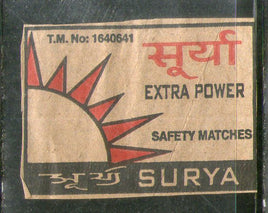 T.M. No: 1640641
सूर्या
EXTRA POWER
SAFETY MATCHES
सूर्या SURYA